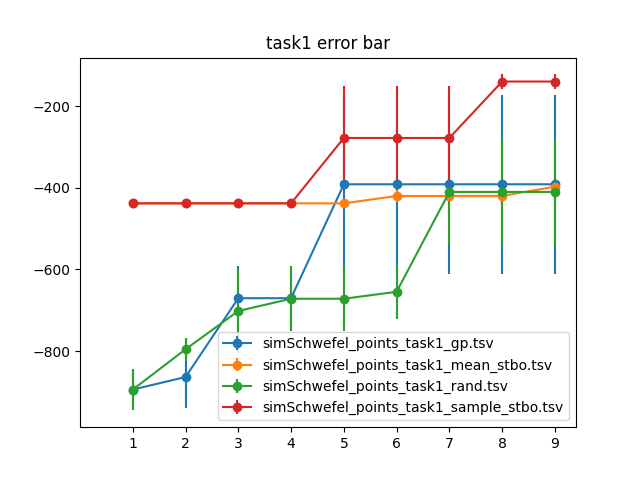 task1 error bar
−200
−400
−600
−800
simSchwefel_points_task1_gp.tsv
simSchwefel_points_task1_mean_stbo.tsv
simSchwefel_points_task1_rand.tsv
simSchwefel_points_task1_sample_stbo.tsv
1 2 3 4 5 6 7 8 9